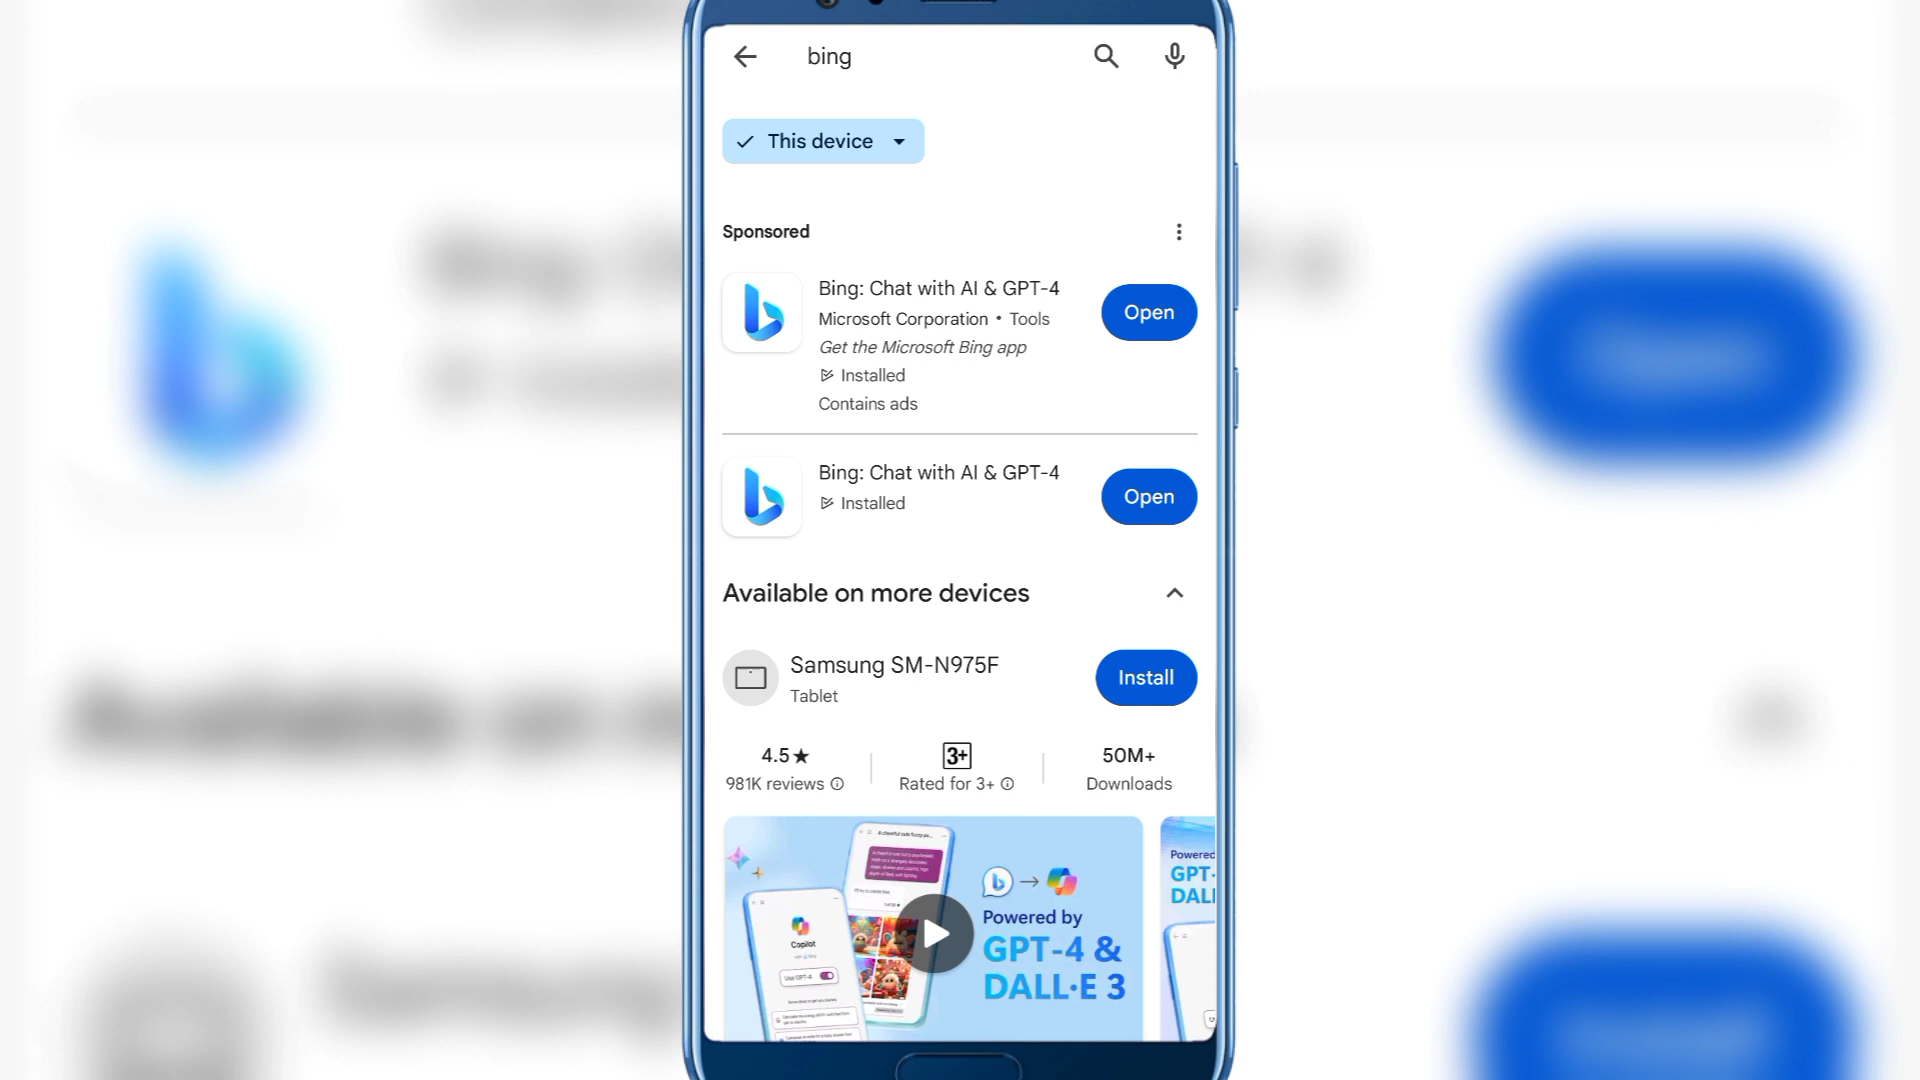 bing
This device
Sponsored
Bing: Chat with AI & GPT-4
Microsoft Corporation • Tools
Get the Microsoft Bing app
Installed
Contains ads
Open
Bing: Chat with AI & GPT-4
Installed
Open
Available on more devices
Samsung SM-N975F
Tablet
Install
4.5★
981K reviews
3+
Rated for 3+
50M+
Downloads
Copilot
Use GPT-4
Powered by
GPT-4 &
DALL·E 3
Powered
GPT-
DALL